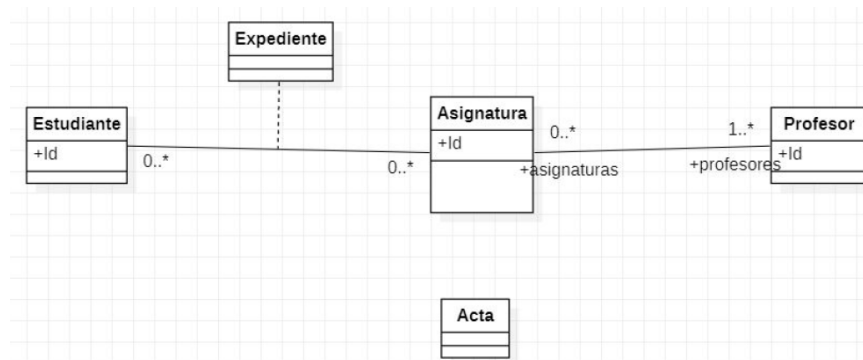 Expediente
Estudiante
+Id
0..*
0..*
Asignatura
+Id
0..*
+asignaturas
1..*
+profesores
Profesor
+Id
Acta